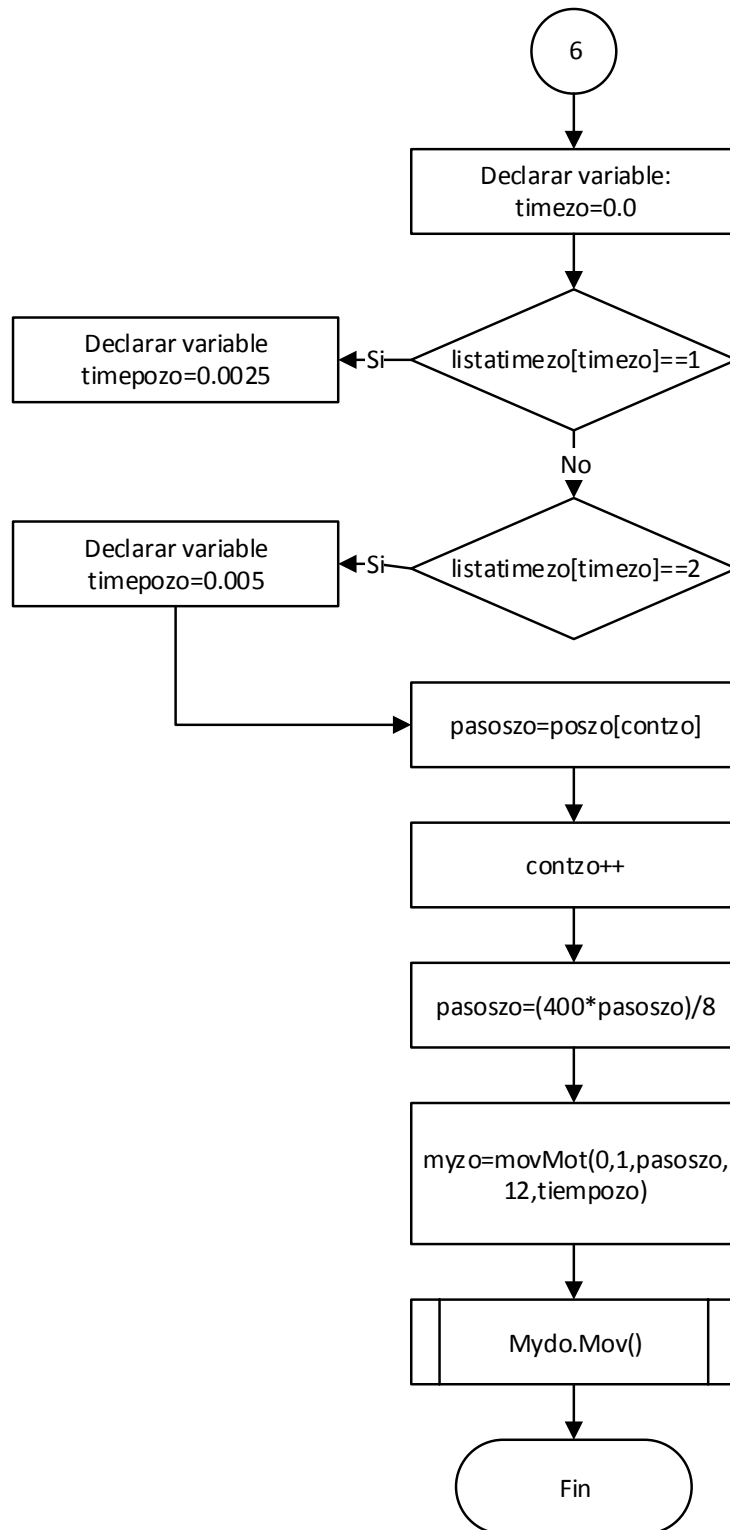 6
Declarar variable:
timezo=0.0
listatimezo[timezo]==1
Si
Declarar variable
timepozo=0.0025
No
listatimezo[timezo]==2
Si
Declarar variable
timepozo=0.005
pasoszo=poszo[contzo]
contzo++
pasoszo=(400*pasoszo)/8
myzo=movMot(0,1,pasoszo,
12,tiempozo)
Mydo.Mov()
Fin